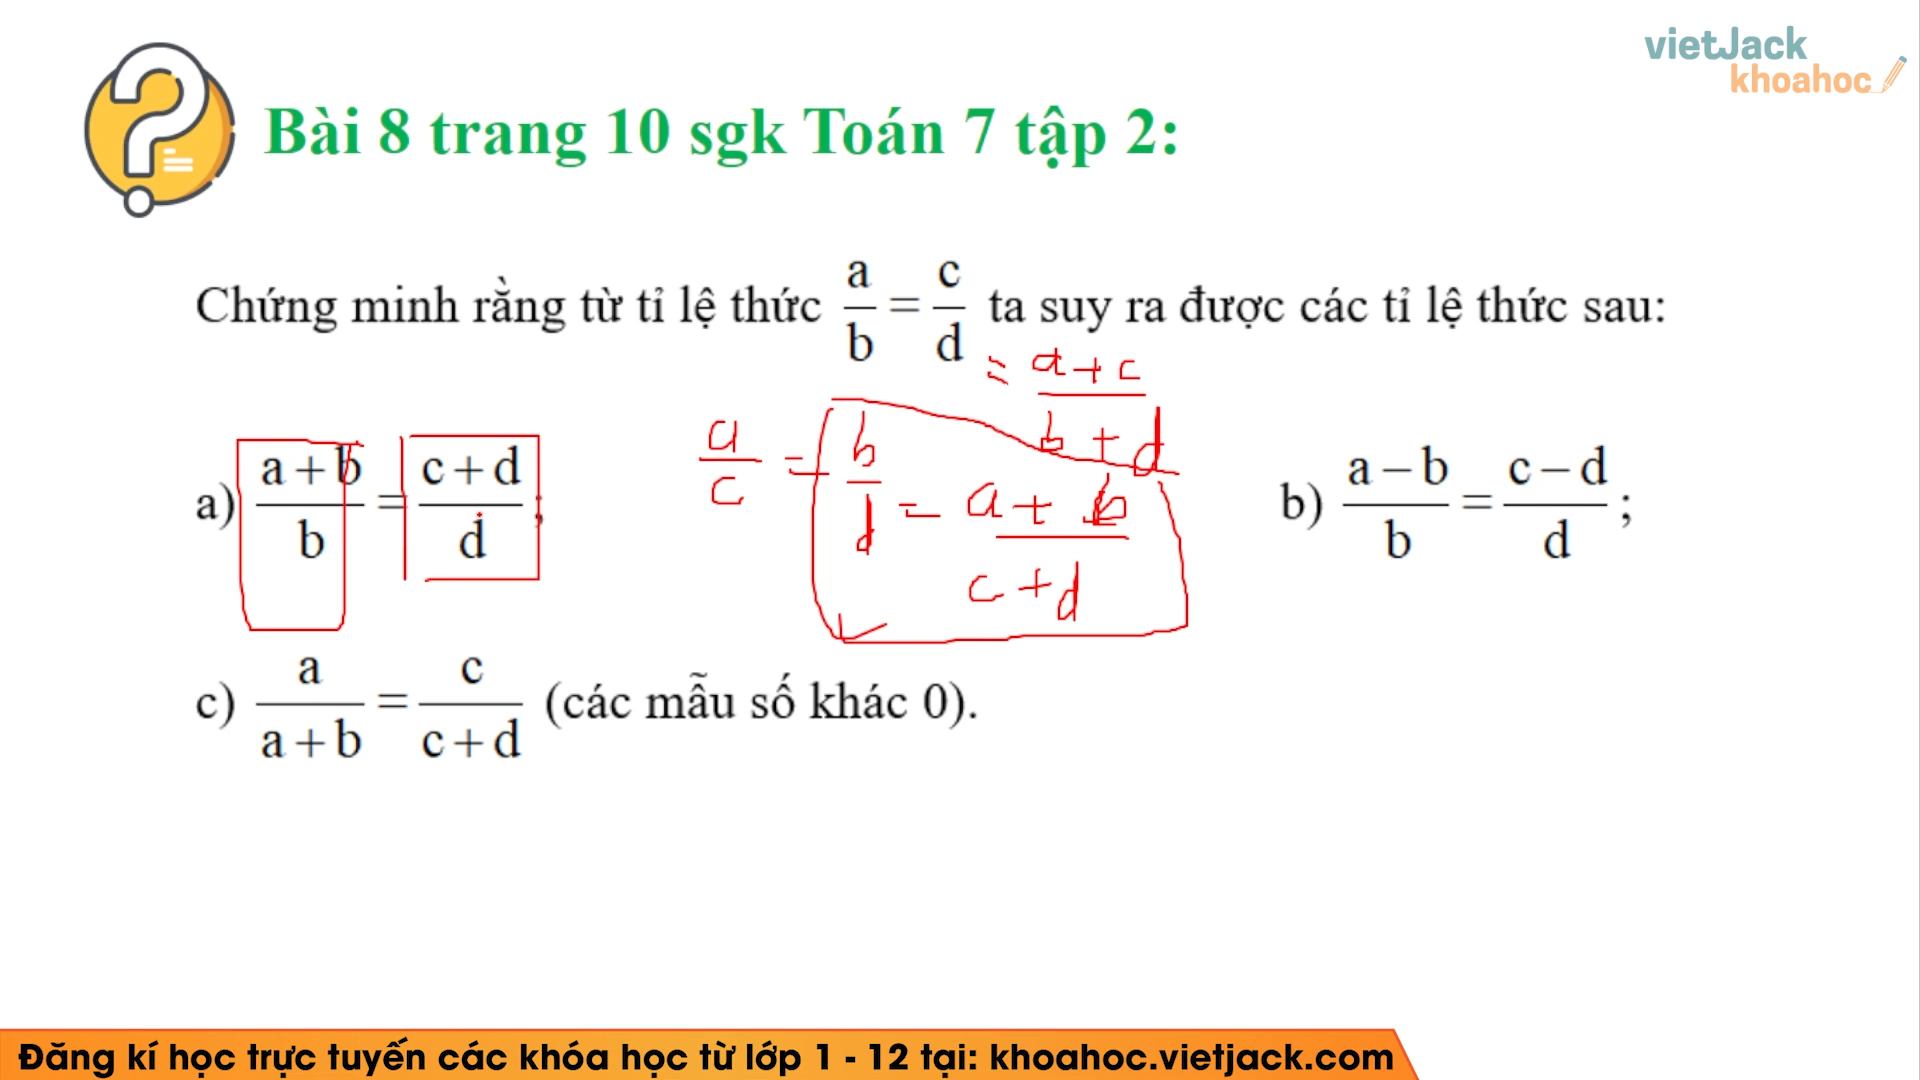 vietJack
khoahoc
Bài 8 trang 10 sgk Toán 7 tập 2:
Chứng minh rằng từ tỉ lệ thức a/b = c/d ta suy ra được các tỉ lệ thức sau:
= a+c / b+d
a) a+b / b = c+d / d ;
a/c = b/d = a+b / c+d
b) a−b / b = c−d / d ;
c) a / a+b = c / c+d (các mẫu số khác 0).
Đăng kí học trực tuyến các khóa học từ lớp 1 - 12 tại: khoahoc.vietjack.com